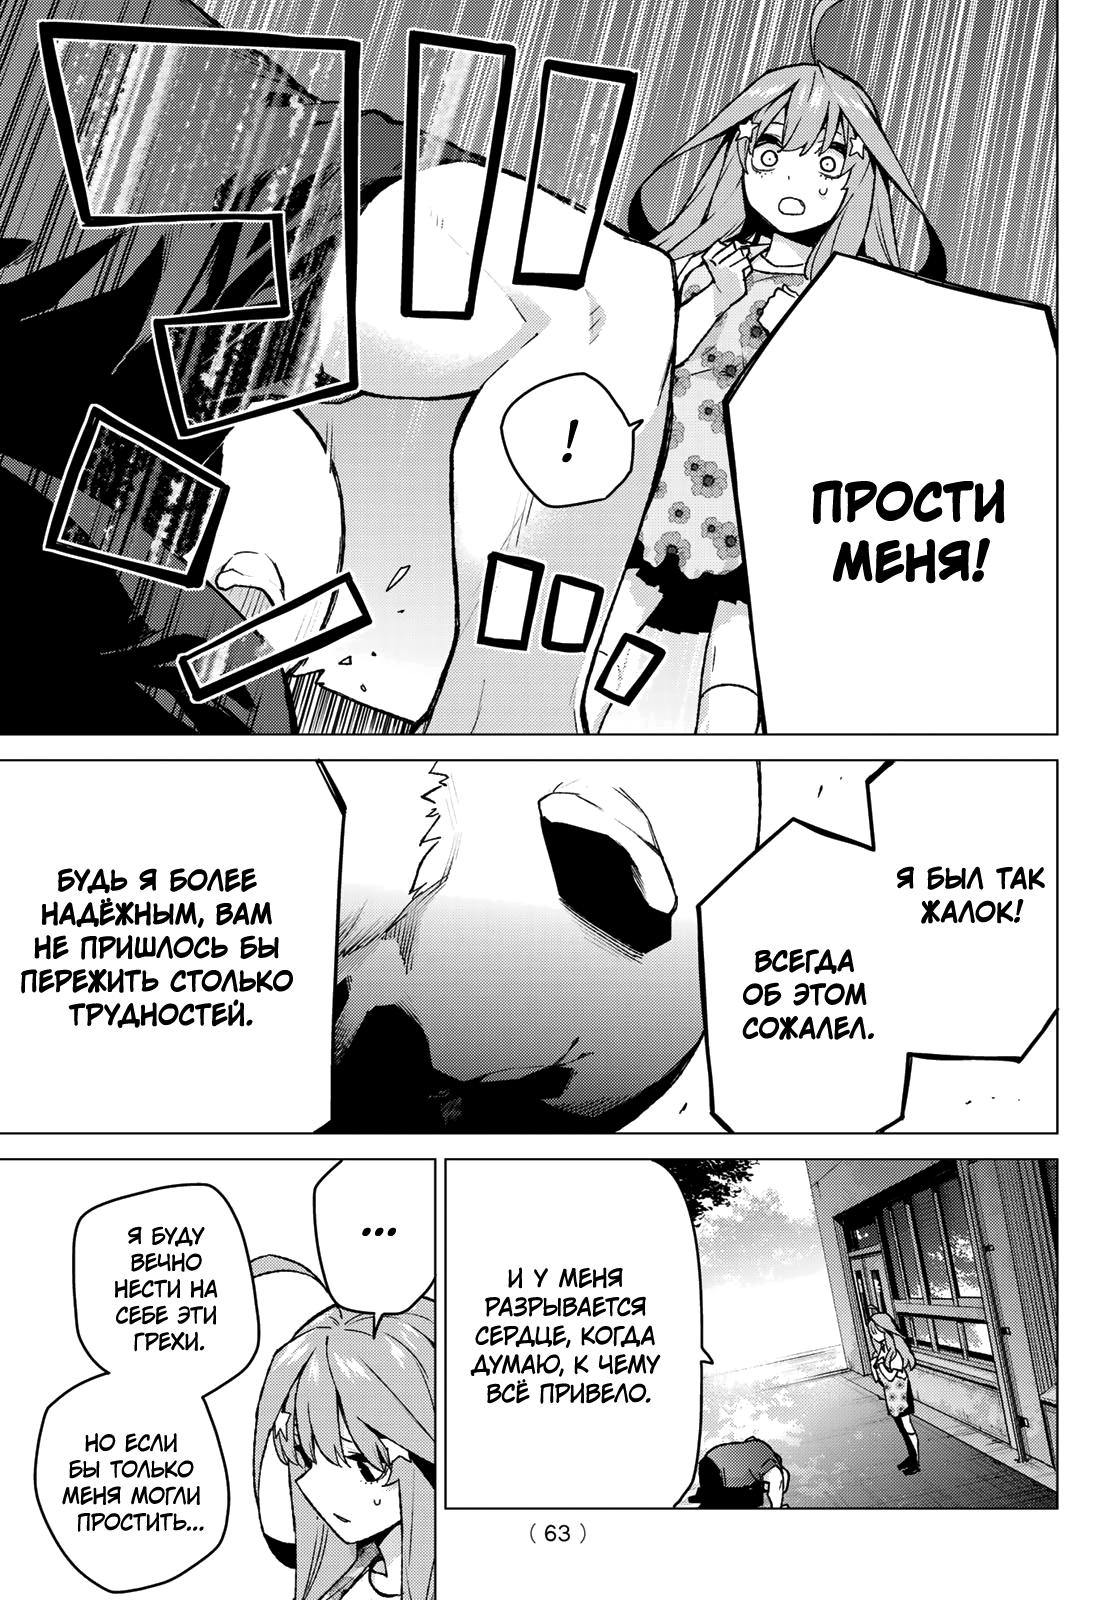 !
ПРОСТИ
МЕНЯ!
Я БЫЛ ТАК
ЖАЛОК!
ВСЕГДА
ОБ ЭТОМ
СОЖАЛЕЛ.
БУДЬ Я БОЛЕЕ
НАДЁЖНЫМ, ВАМ
НЕ ПРИШЛОСЬ БЫ
ПЕРЕЖИТЬ СТОЛЬКО
ТРУДНОСТЕЙ.
И У МЕНЯ
РАЗРЫВАЕТСЯ
СЕРДЦЕ, КОГДА
ДУМАЮ, К ЧЕМУ
ВСЁ ПРИВЕЛО.
...
Я БУДУ
ВЕЧНО
НЕСТИ НА
СЕБЕ ЭТИ
ГРЕХИ.
НО ЕСЛИ
БЫ ТОЛЬКО
МЕНЯ МОГЛИ
ПРОСТИТЬ...
( 63 )